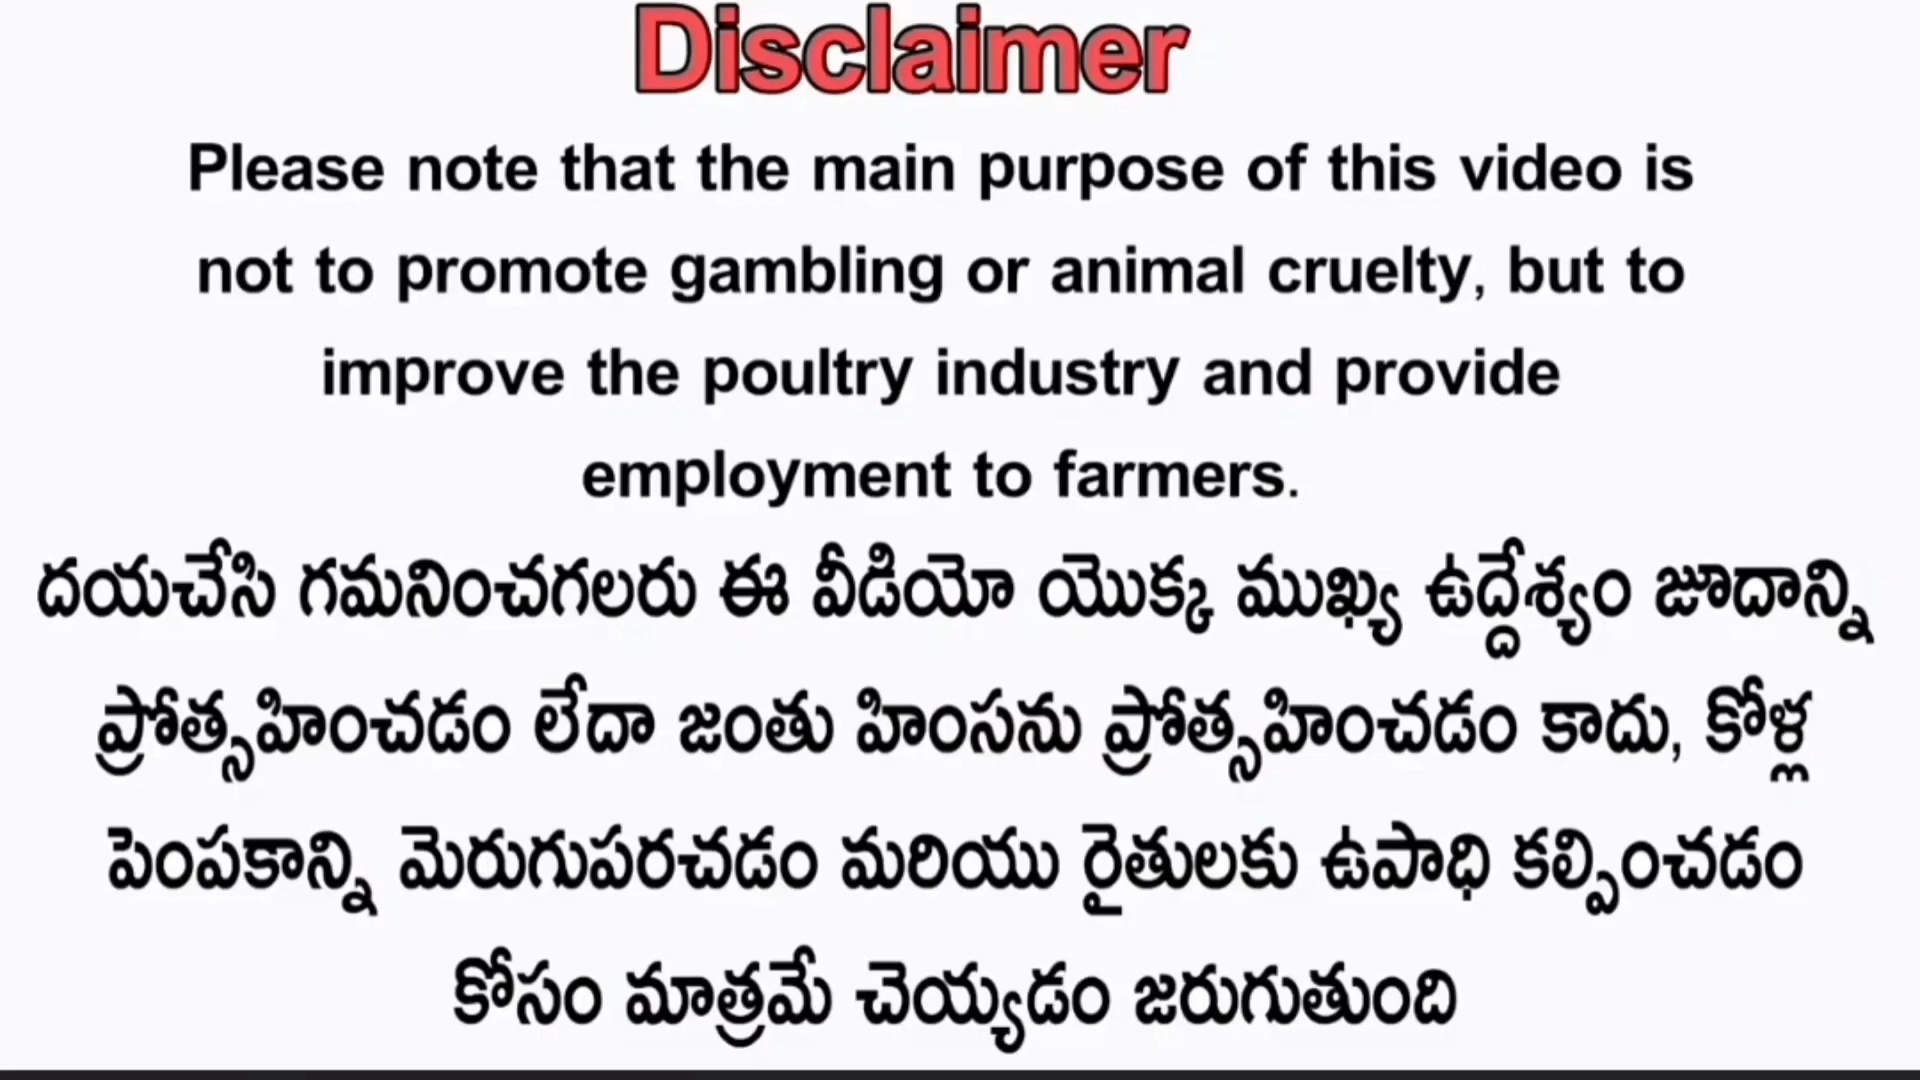 Disclaimer
Please note that the main purpose of this video is
not to promote gambling or animal cruelty, but to
improve the poultry industry and provide
employment to farmers.
దయచేసి గమనించగలరు ఈ వీడియో యొక్క ముఖ్య ఉద్దేశ్యం జూదాన్ని
ప్రోత్సహించడం లేదా జంతు హింసను ప్రోత్సహించడం కాదు, కోళ్ల
పెంపకాన్ని మెరుగుపరచడం మరియు రైతులకు ఉపాధి కల్పించడం
కోసం మాత్రమే చెయ్యడం జరుగుతుంది